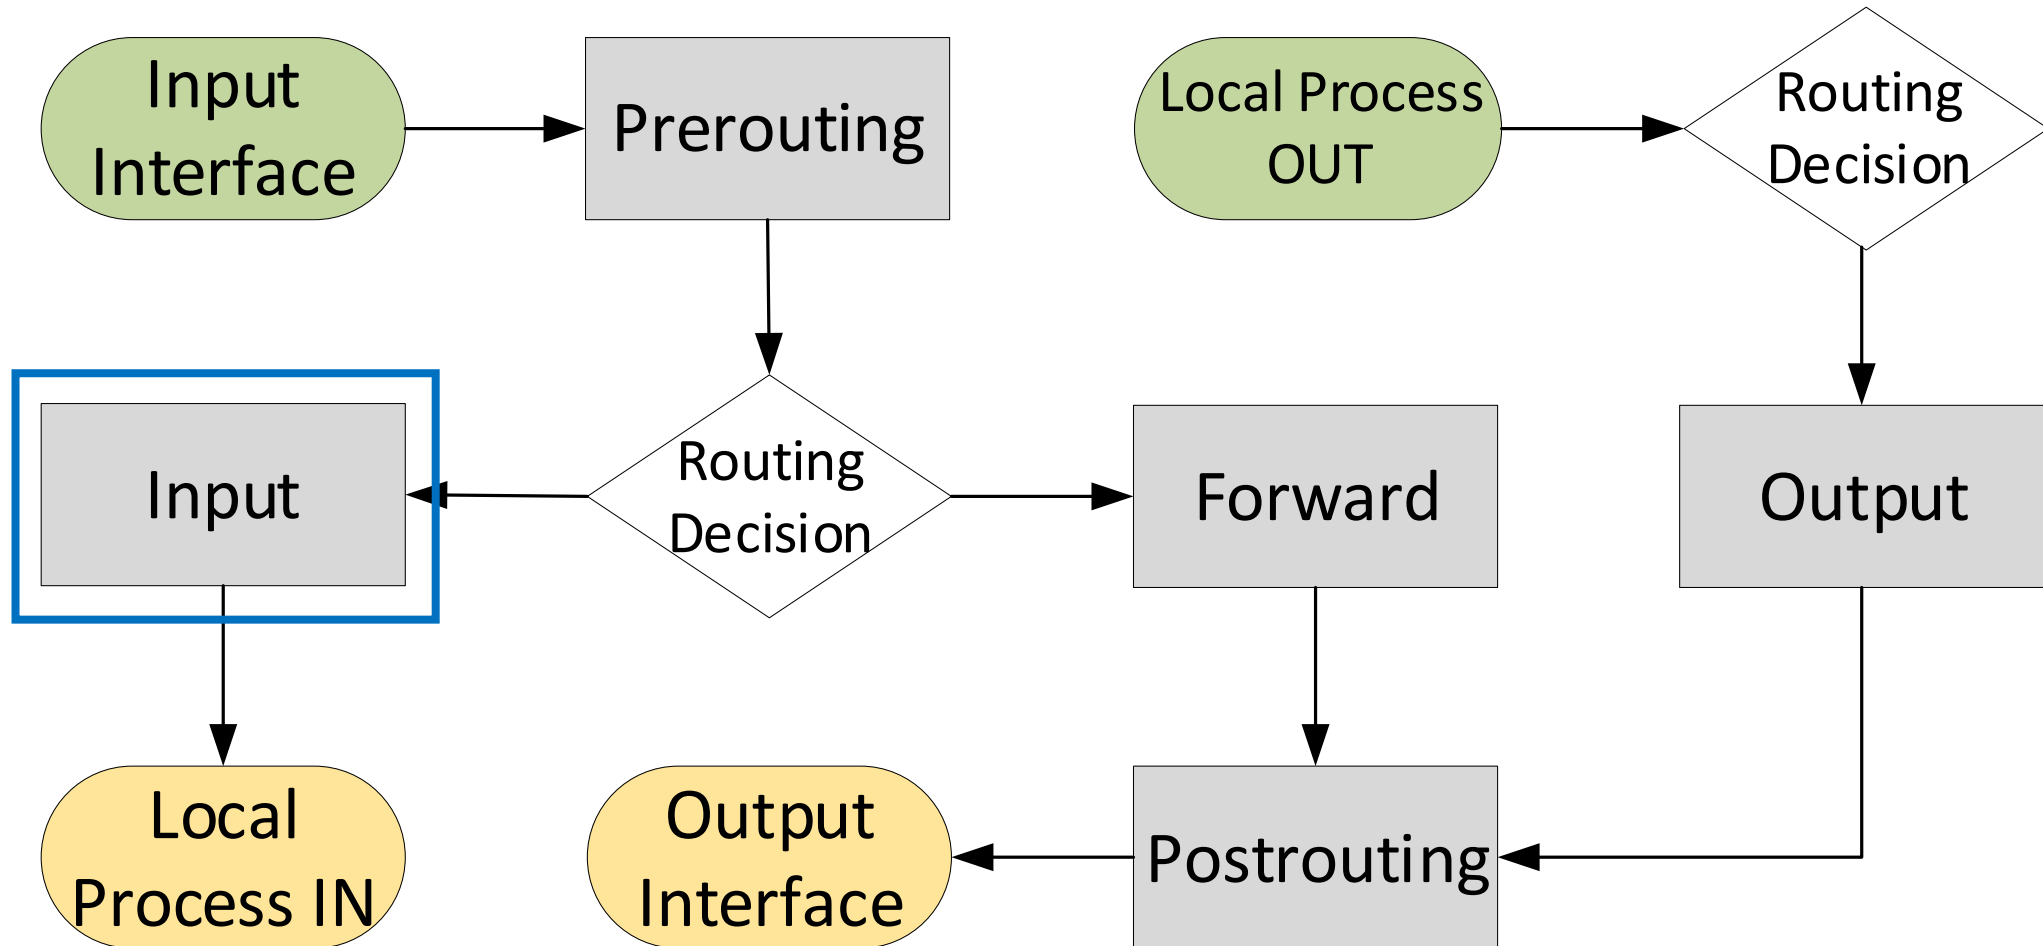 Input
Interface
Prerouting
Local Process
OUT
Routing
Decision
Input
Routing
Decision
Forward
Output
Local
Process IN
Output
Interface
Postrouting